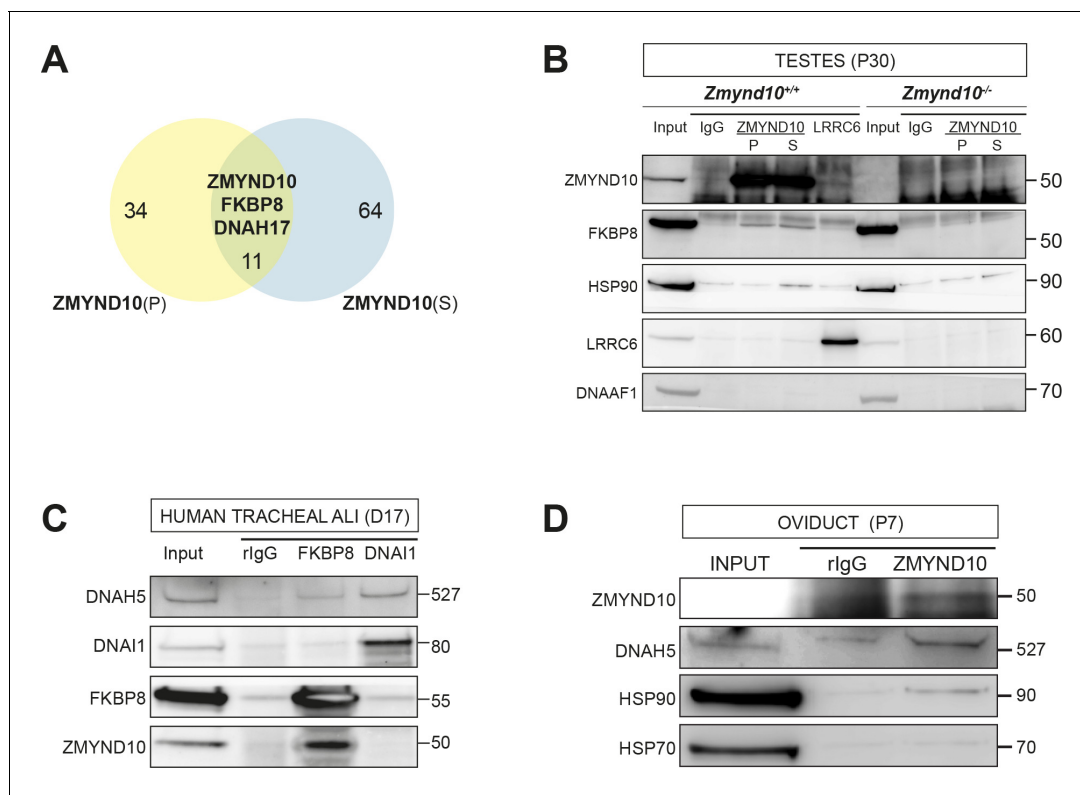 A
ZMYND10
FKBP8
DNAH17
34
64
11
ZMYND10(P)
ZMYND10(S)
B
TESTES (P30)
Zmynd10+/+
Zmynd10-/-
Input IgG ZMYND10 LRRC6 Input IgG ZMYND10
P S P S
ZMYND10 50
FKBP8 50
HSP90 90
LRRC6 60
DNAAF1 70
C
HUMAN TRACHEAL ALI (D17)
Input rIgG FKBP8 DNAI1
DNAH5 527
DNAI1 80
FKBP8 55
ZMYND10 50
D
OVIDUCT (P7)
INPUT rIgG ZMYND10
ZMYND10 50
DNAH5 527
HSP90 90
HSP70 70